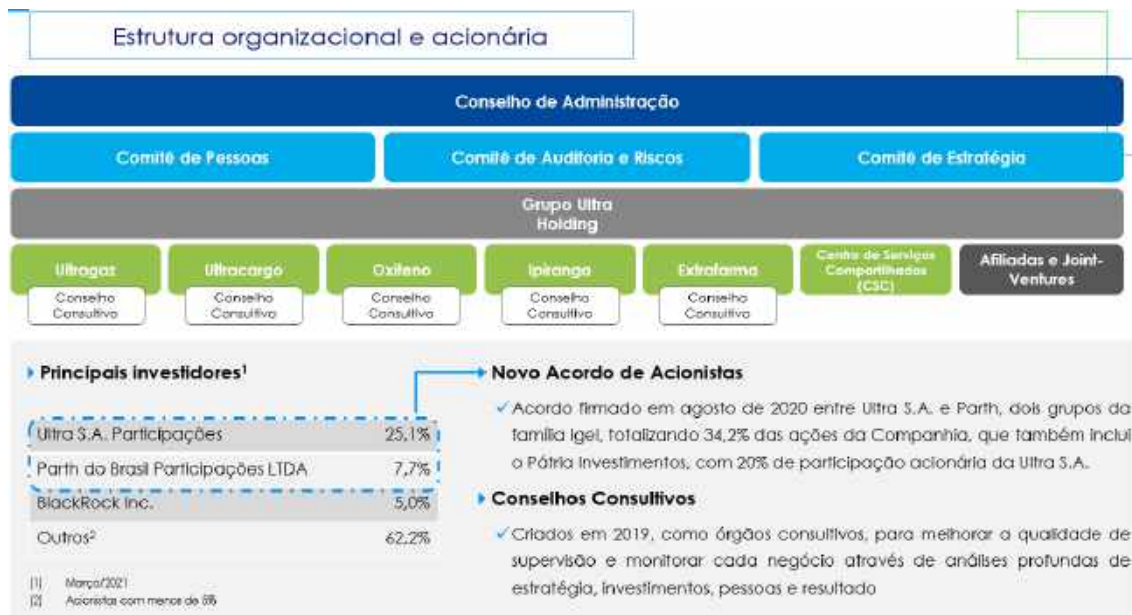 Estrutura organizacional e acionária
Conselho de Administração
Comitê de Pessoas
Comitê de Auditoria e Riscos
Comitê de Estratégia
Grupo Ultra
Holding
Ultragaz
Conselho
Consultivo
Ultracargo
Conselho
Consultivo
Oxiteno
Conselho
Consultivo
Ipiranga
Conselho
Consultivo
Extrafarma
Conselho
Consultivo
Centro de Serviços
Compartilhados
(CSC)
Afiliadas e Joint-
Ventures
Principais investidores¹
Ultra S.A. Participações 25,1%
Parth do Brasil Participações LTDA 7,7%
BlackRock Inc. 5,0%
Outros² 62,2%
[1] Março/2021
[2] Acionistas com menos de 5%
Novo Acordo de Acionistas
✓ Acordo firmado em agosto de 2020 entre Ultra S.A. e Parth, dois grupos da
família Igel, totalizando 34,2% das ações da Companhia, que também inclui
o Pátria Investimentos, com 20% de participação acionária da Ultra S.A.
Conselhos Consultivos
✓ Criados em 2019, como órgãos consultivos, para melhorar a qualidade de
supervisão e monitorar cada negócio através de análises profundas de
estratégia, investimentos, pessoas e resultado